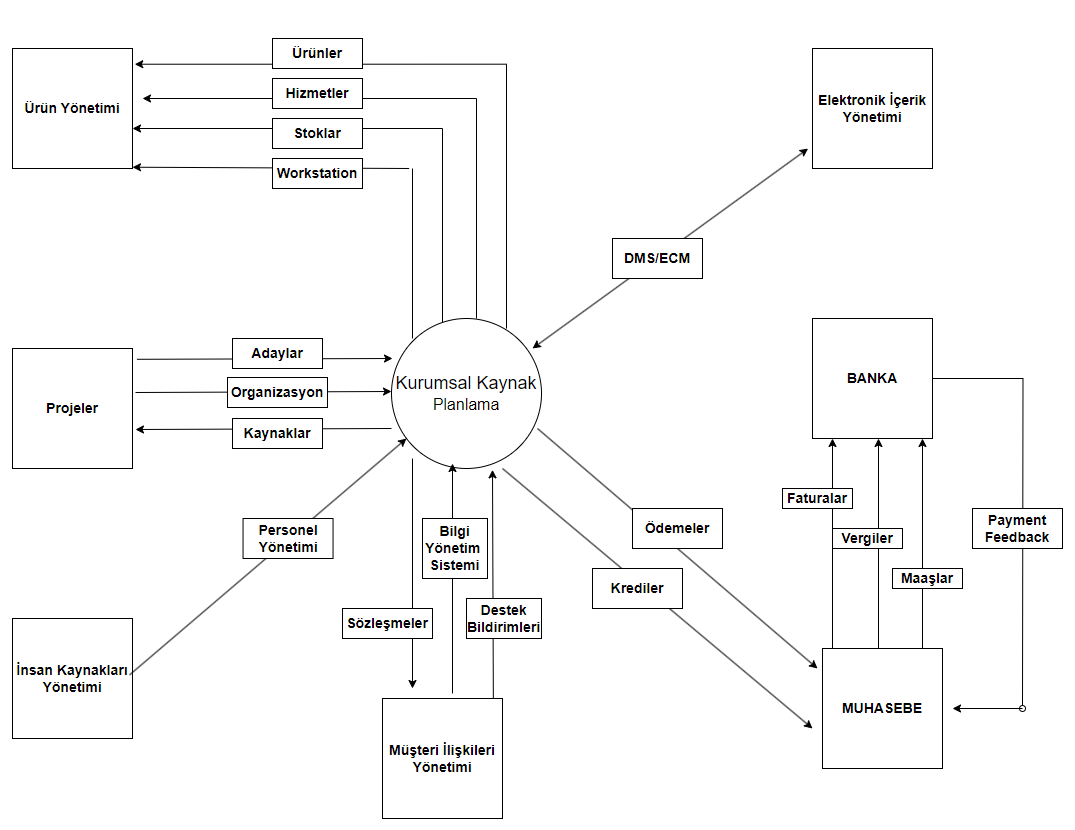 Ürünler
Hizmetler
Stoklar
Workstation
Ürün Yönetimi
Elektronik İçerik
Yönetimi
DMS/ECM
Adaylar
Organizasyon
Kaynaklar
Projeler
Kurumsal Kaynak
Planlama
BANKA
Faturalar
Vergiler
Maaşlar
Payment
Feedback
Personel
Yönetimi
Bilgi
Yönetim
Sistemi
Ödemeler
Krediler
Sözleşmeler
Destek
Bildirimleri
İnsan Kaynakları
Yönetimi
Müşteri İlişkileri
Yönetimi
MUHASEBE